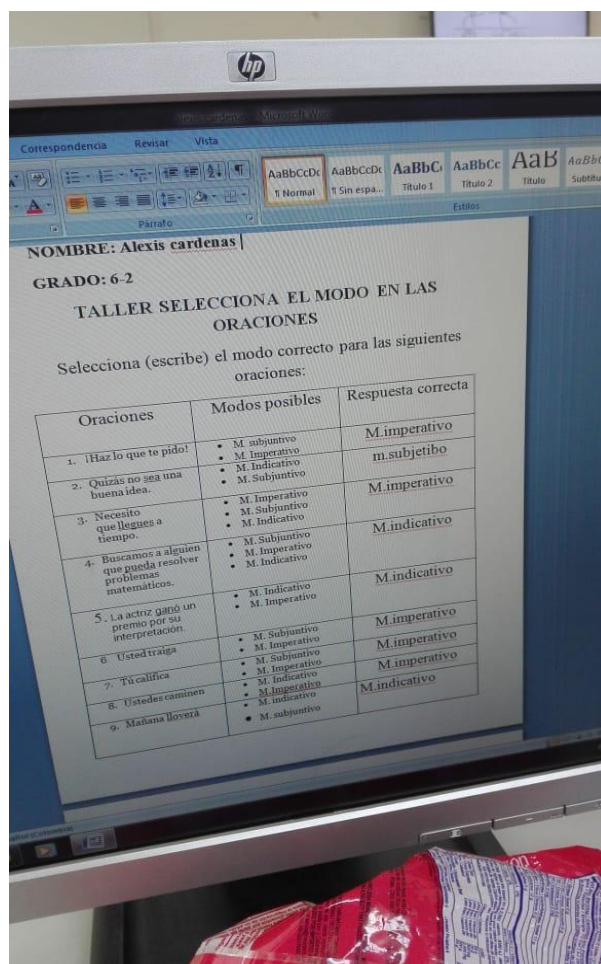 hp
Correspondencia Revisar Vista
AaBbCcDc AaBbCcDc AaBbC AaBbCc AaB AaBb
¶ Normal ¶ Sin espa... Título 1 Título 2 Título Subtítu
Párrafo Estilos
NOMBRE: Alexis cardenas
GRADO: 6-2
TALLER SELECCIONA EL MODO EN LAS
ORACIONES
Selecciona (escribe) el modo correcto para las siguientes
oraciones:
Oraciones Modos posibles Respuesta correcta
1. ¡Haz lo que te pido!
• M. subjuntivo
• M. Imperativo
M.imperativo
2. Quizás no sea una
buena idea.
• M. Indicativo
• M. Subjuntivo
m.subjetibo
3. Necesito
que llegues a
tiempo.
• M. Imperativo
• M. Subjuntivo
• M. Indicativo
M.imperativo
4. Buscamos a alguien
que pueda resolver
problemas
matemáticos.
• M. Subjuntivo
• M. Imperativo
• M. Indicativo
M.indicativo
5. La actriz ganó un
premio por su
interpretación.
• M. Indicativo
• M. Imperativo
M.indicativo
6. Usted traiga
• M. Subjuntivo
• M. Imperativo
M.imperativo
7. Tú califica
• M. Subjuntivo
• M. Imperativo
M.imperativo
8. Ustedes caminen
• M. Indicativo
• M.Imperativo
M.imperativo
9. Mañana lloverá
• M. indicativo
• M. subjuntivo
M.indicativo